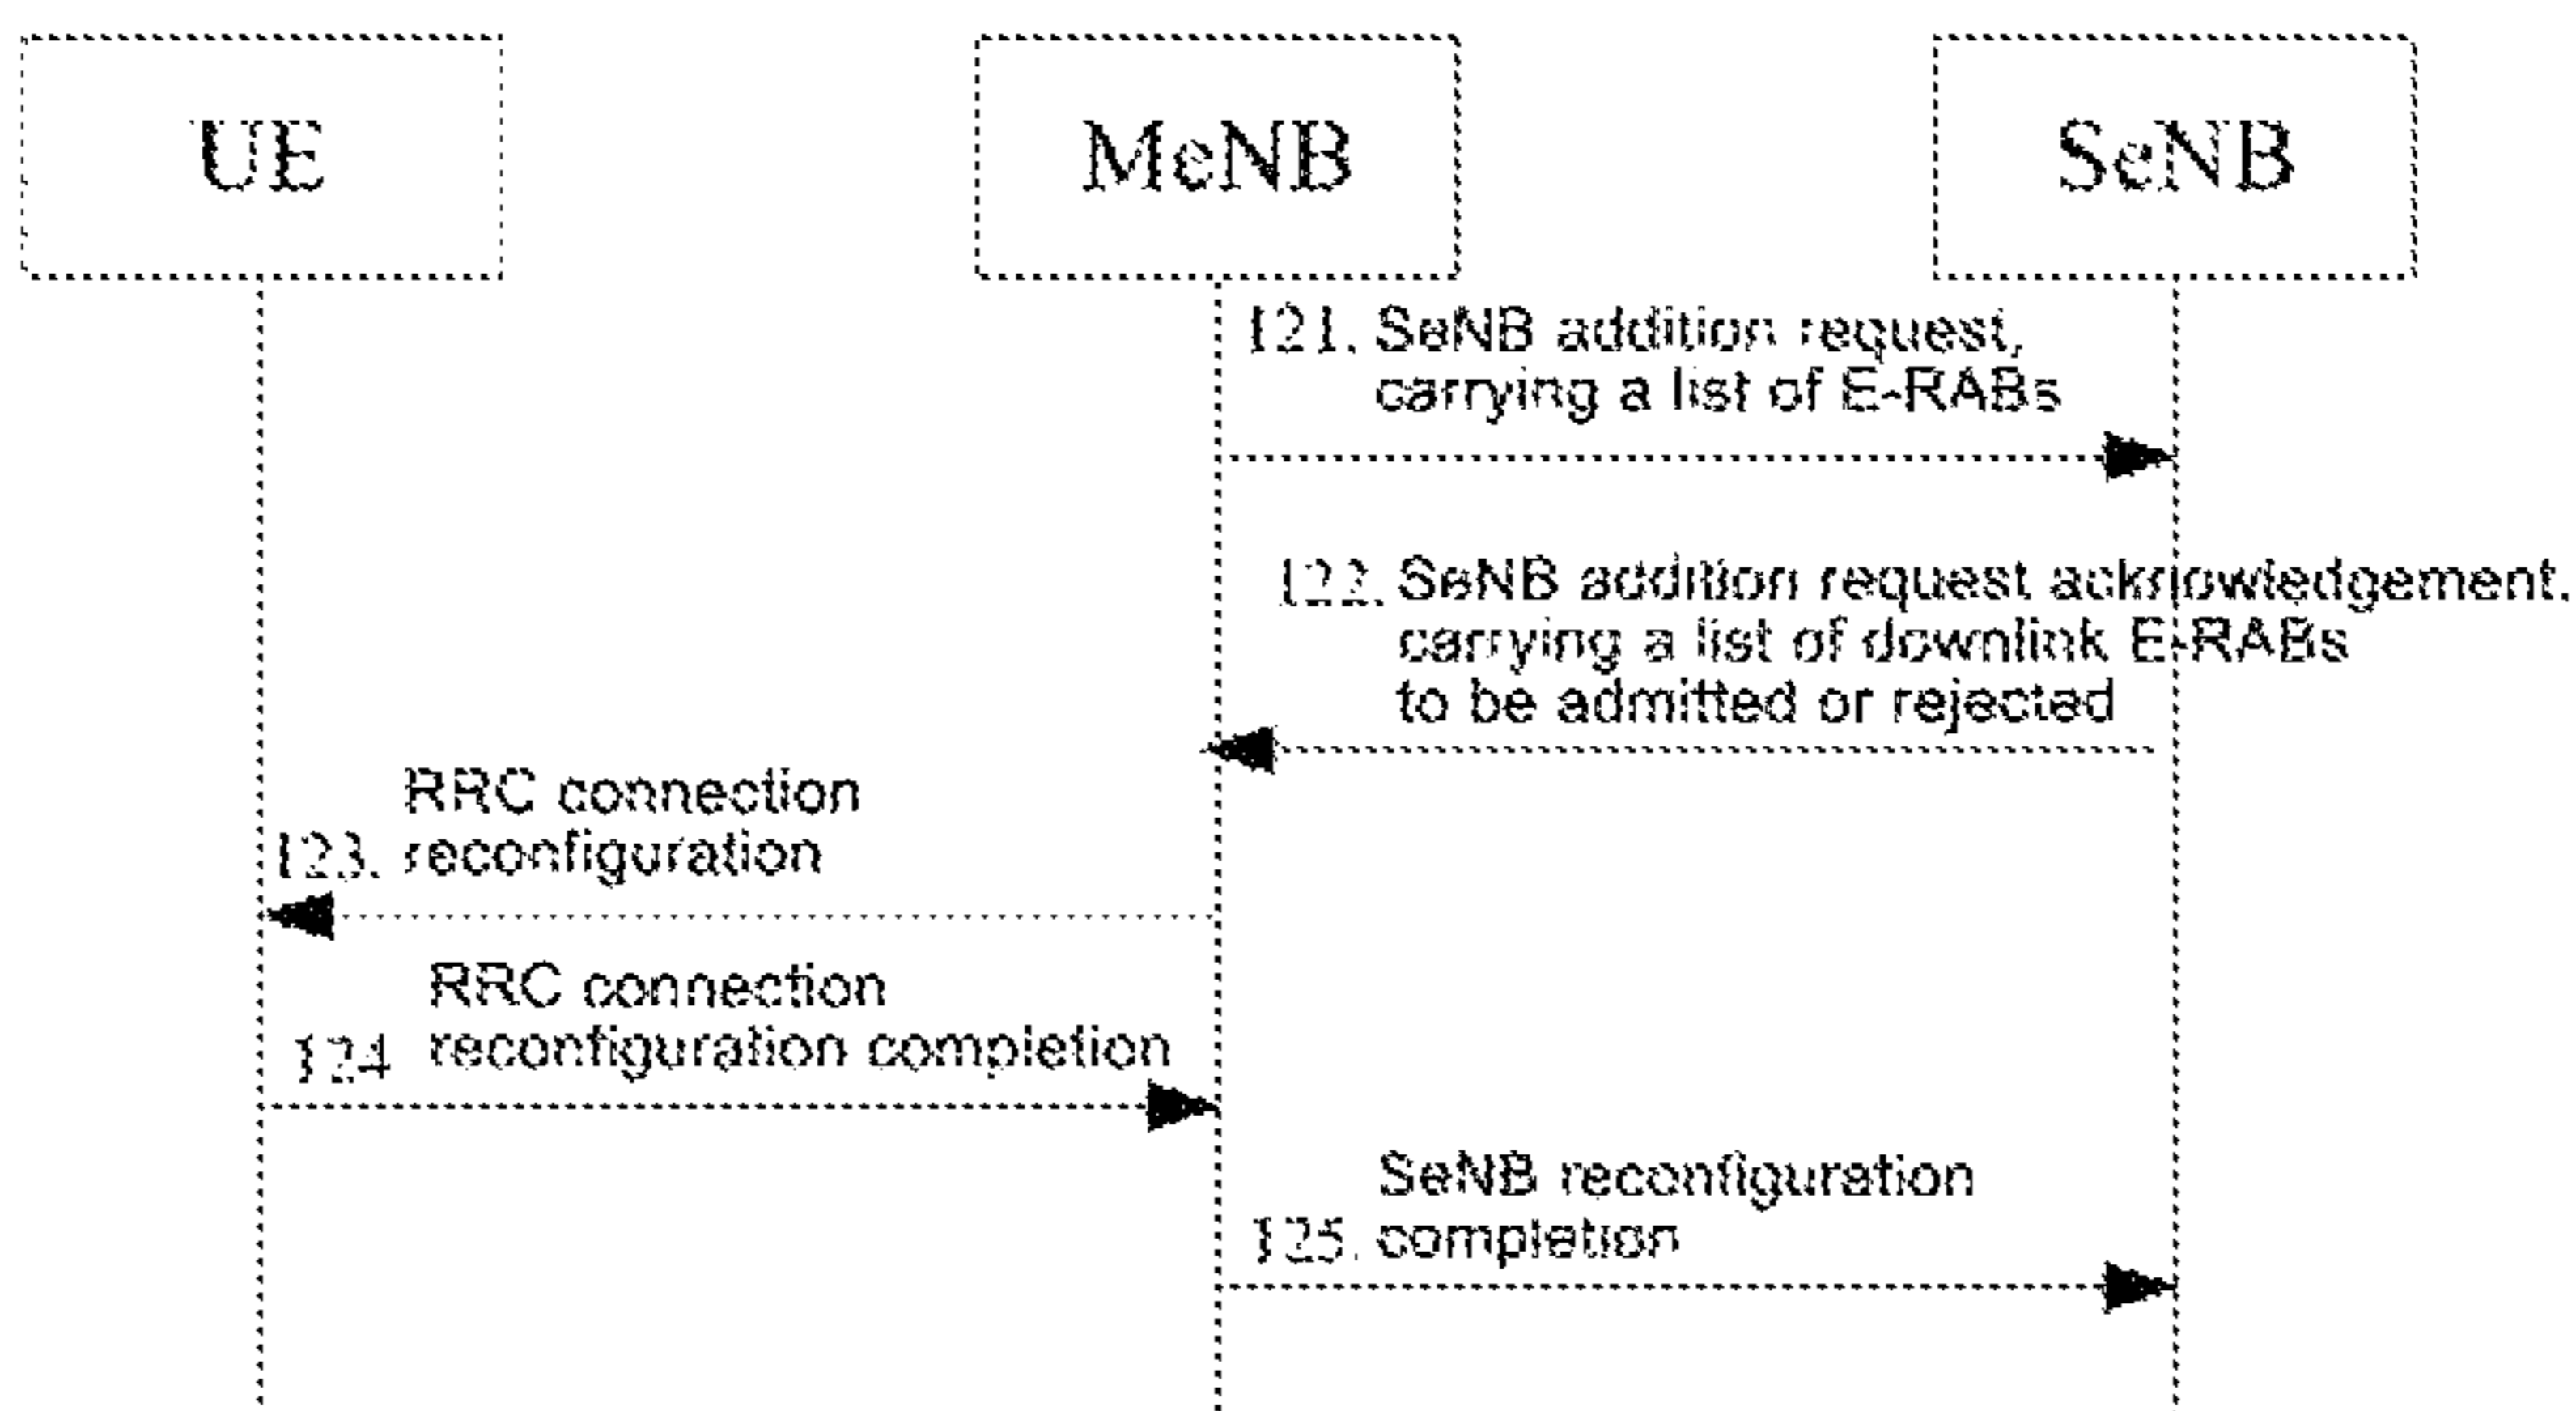 UE
MeNB
SeNB
121. SeNB addition request,
carrying a list of E-RABs
122. SeNB addition request acknowledgement,
carrying a list of downlink E-RABs
to be admitted or rejected
RRC connection
123. reconfiguration
RRC connection
124 reconfiguration completion
SeNB reconfiguration
125. completion